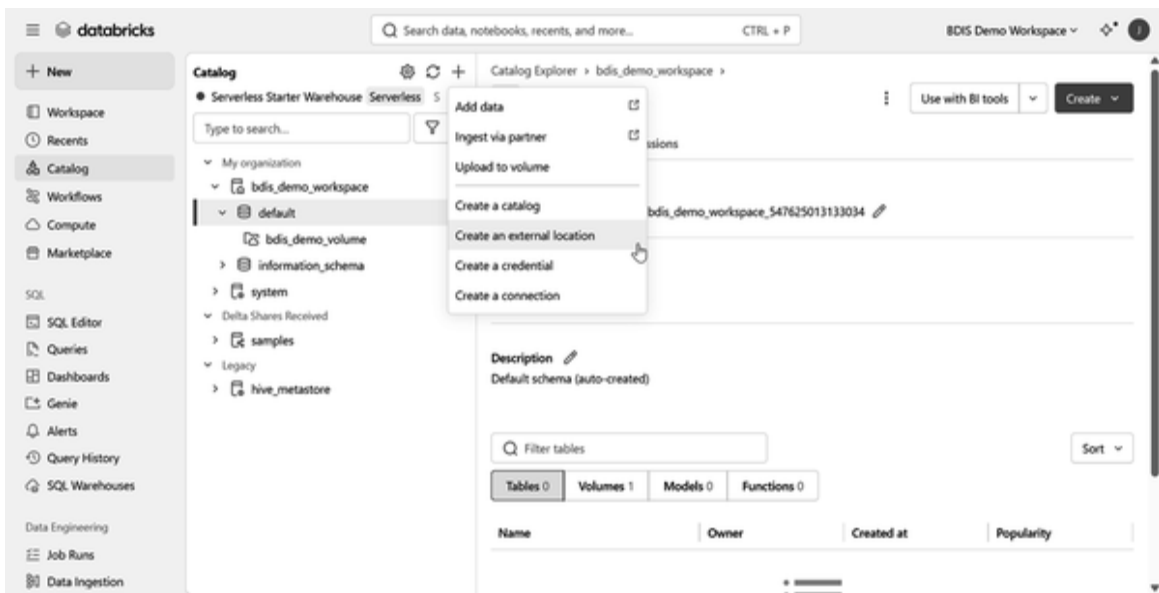 databricks
Search data, notebooks, recents, and more... CTRL + P
BDIS Demo Workspace
J
New
Workspace
Recents
Catalog
Workflows
Compute
Marketplace
SQL
SQL Editor
Queries
Dashboards
Genie
Alerts
Query History
SQL Warehouses
Data Engineering
Job Runs
Data Ingestion
Catalog
Serverless Starter Warehouse Serverless S
Type to search...
My organization
bdis_demo_workspace
default
bdis_demo_volume
information_schema
system
Delta Shares Received
samples
Legacy
hive_metastore
Add data
Ingest via partner
Upload to volume
Create a catalog
Create an external location
Create a credential
Create a connection
Catalog Explorer > bdis_demo_workspace >
Use with BI tools
Create
ssions
bdis_demo_workspace_547625013133034
Description
Default schema (auto-created)
Filter tables
Sort
Tables 0 Volumes 1 Models 0 Functions 0
Name Owner Created at Popularity